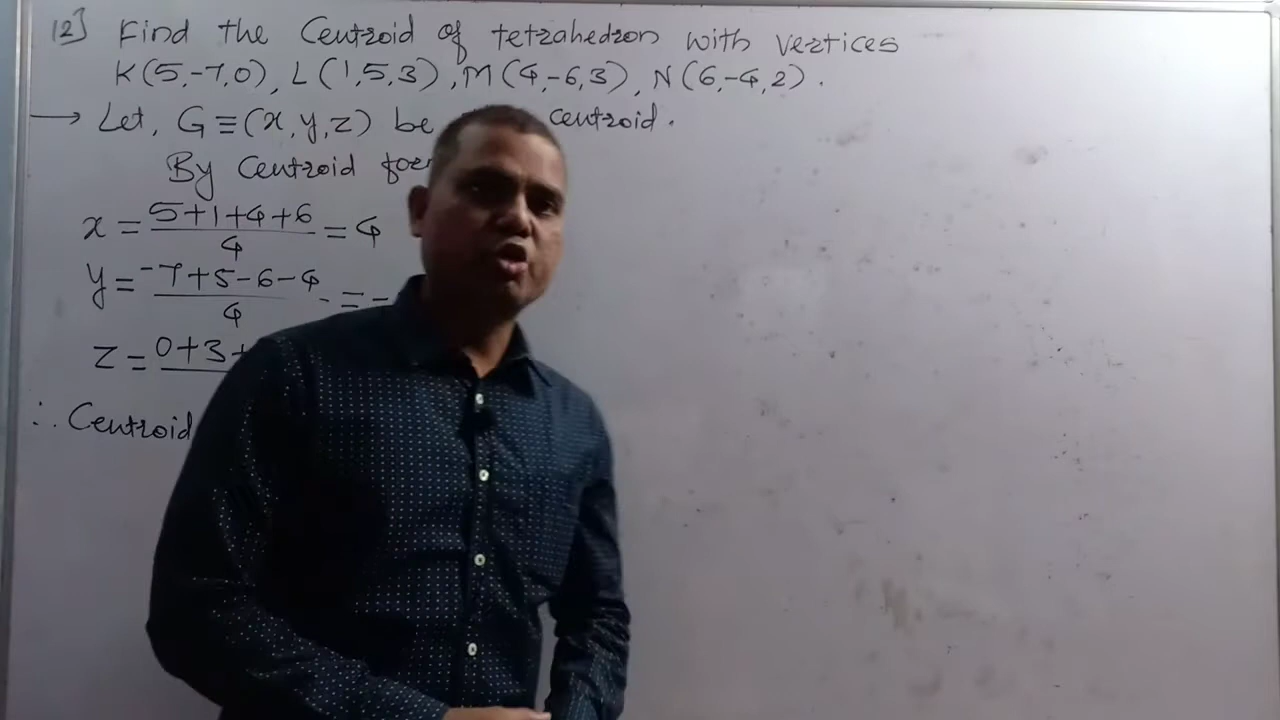 12] Find the Centroid of tetrahedron with vertices
K(5,-7,0), L(1,5,3), M(4,-6,3), N(6,-4,2).
→ Let, G≡(x,y,z) be centroid.
By Centroid
x = 5+1+4+6 / 4 = 4
y = -7+5-6-4 / 4 = -
z = 0+3+
∴ Centroid